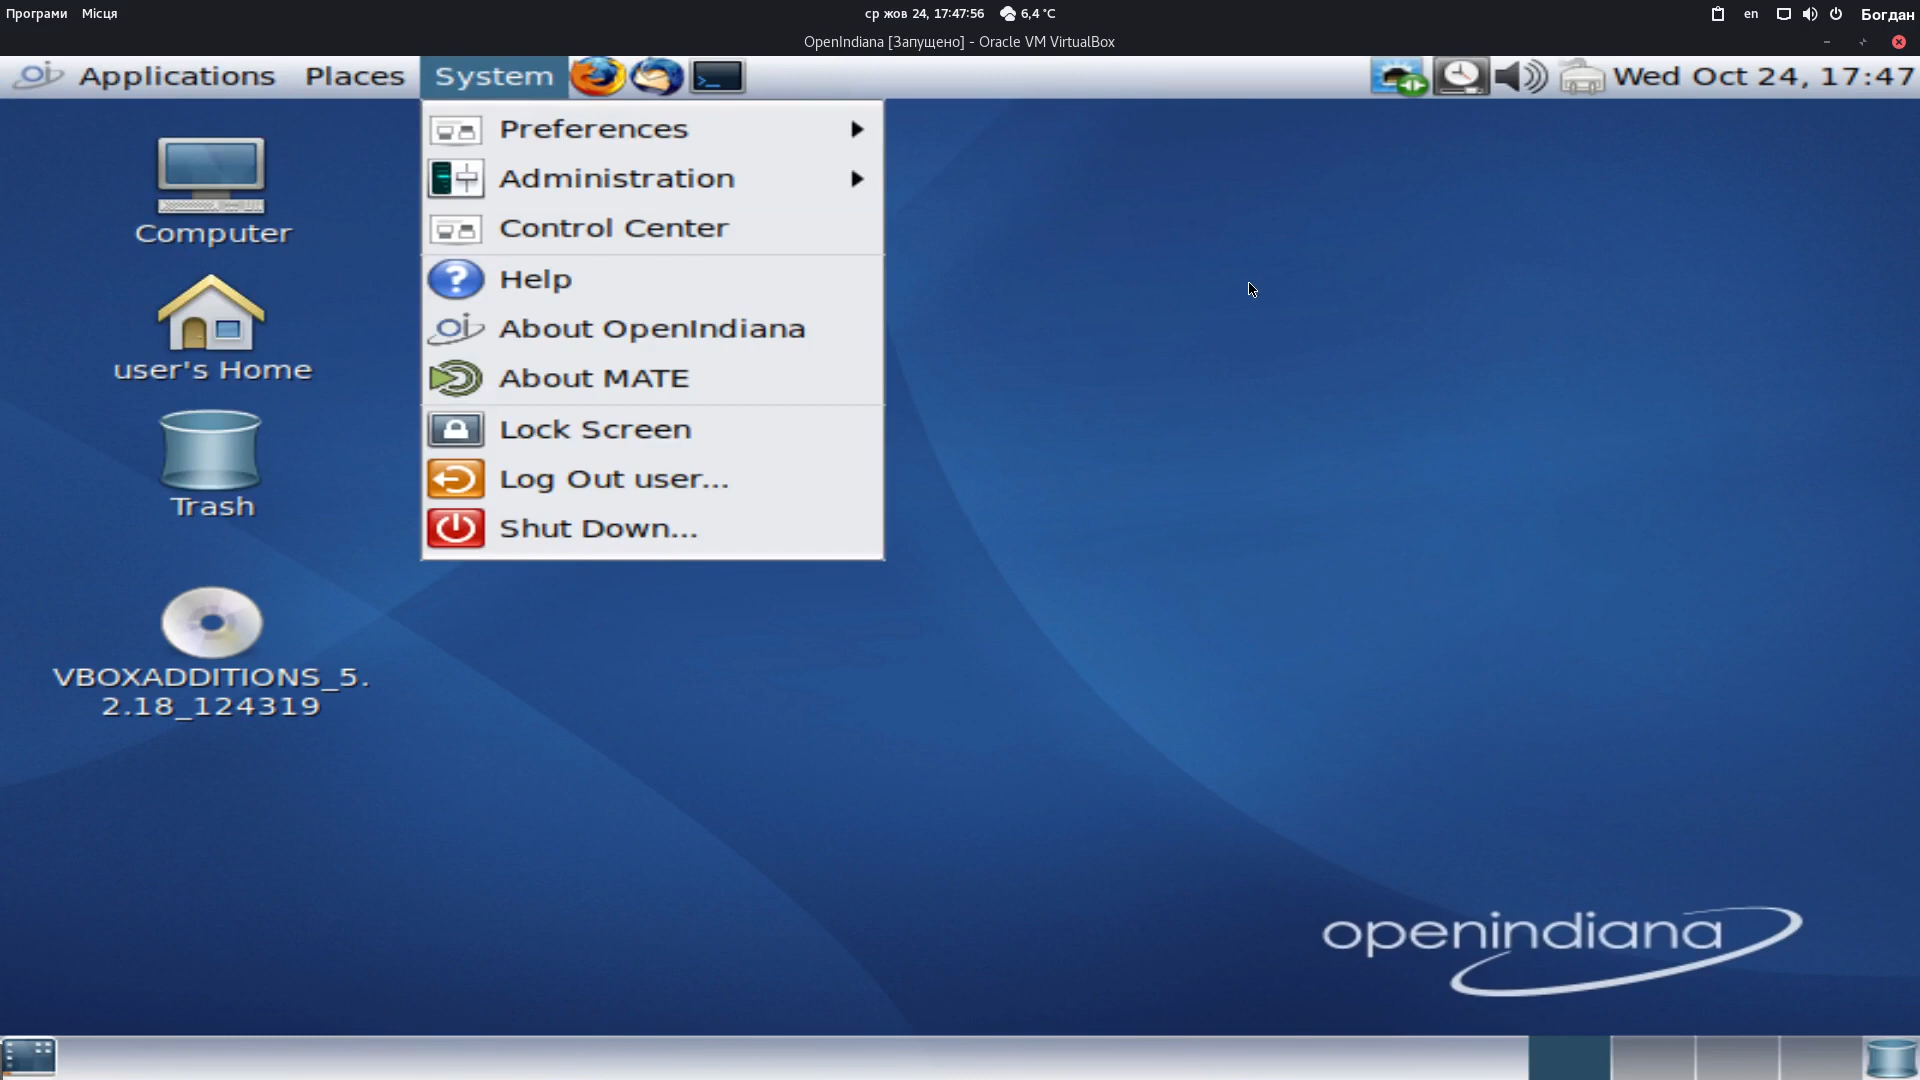 Програми Місця ср жов 24, 17:47:56 6,4 °C en Богдан
OpenIndiana [Запущено] - Oracle VM VirtualBox
Applications Places System Wed Oct 24, 17:47
Preferences
Administration
Control Center
Help
About OpenIndiana
About MATE
Lock Screen
Log Out user...
Shut Down...
Computer
user's Home
Trash
VBOXADDITIONS_5.
2.18_124319
openindiana